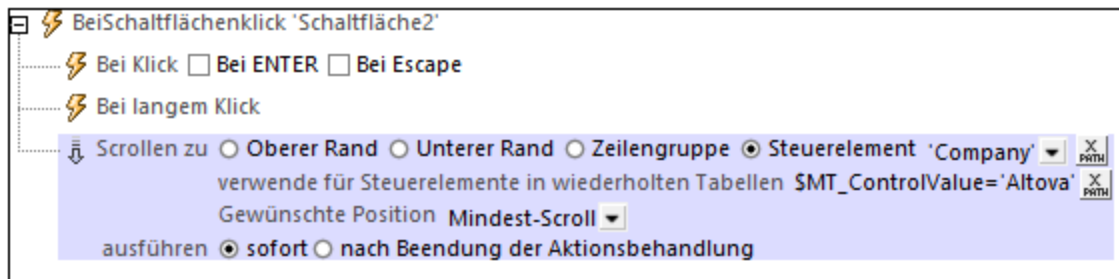 BeiSchaltflächenklick 'Schaltfläche2'
Bei Klick Bei ENTER Bei Escape
Bei langem Klick
Scrollen zu Oberer Rand Unterer Rand Zeilengruppe Steuerelement 'Company' X PATH
verwende für Steuerelemente in wiederholten Tabellen $MT_ControlValue='Altova' X PATH
Gewünschte Position Mindest-Scroll
ausführen sofort nach Beendung der Aktionsbehandlung